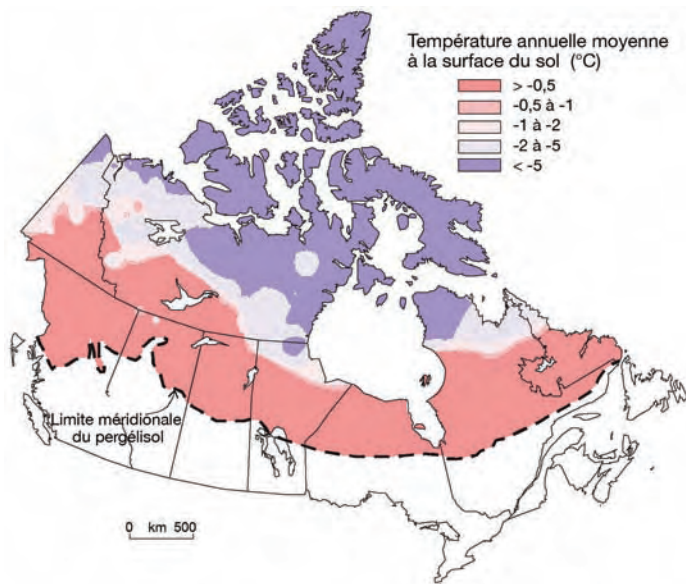 Température annuelle moyenne
à la surface du sol (°C)
> -0,5
-0,5 à -1
-1 à -2
-2 à -5
< -5
Limite méridionale
du pergélisol
0 km 500